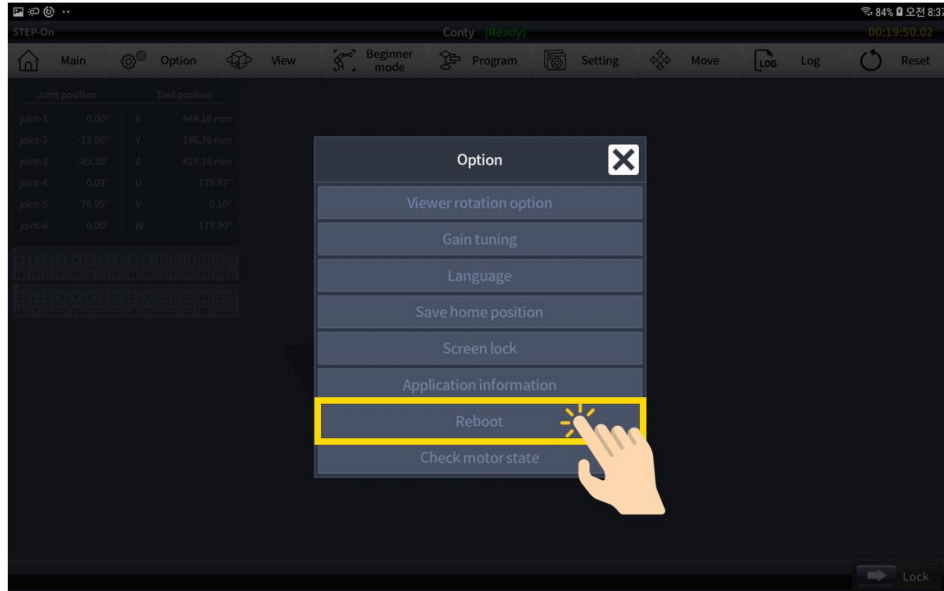 84% 오전 8:37
STEP-On Conty [Ready] 00:19:50.02
Main Option View Beginner mode Program Setting Move LOG Log Reset
Joint position Tool position
joint-1 0.00° X 448.16 mm
joint-2 -13.86° Y -186.36 mm
joint-3 -89.30° Z 429.16 mm
joint-4 0.03° U 179.97°
joint-5 -76.95° V -0.10°
joint-6 0.00° W 179.99°
Option
Viewer rotation option
Gain tuning
Language
Save home position
Screen lock
Application information
Reboot
Check motor state
Lock